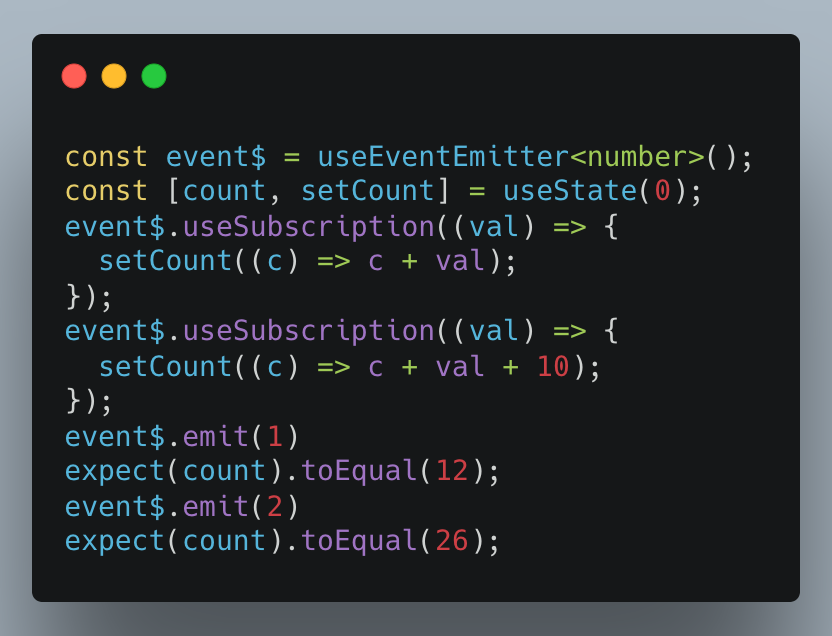 const event$ = useEventEmitter<number>();
const [count, setCount] = useState(0);
event$.useSubscription((val) => {
  setCount((c) => c + val);
});
event$.useSubscription((val) => {
  setCount((c) => c + val + 10);
});
event$.emit(1)
expect(count).toEqual(12);
event$.emit(2)
expect(count).toEqual(26);